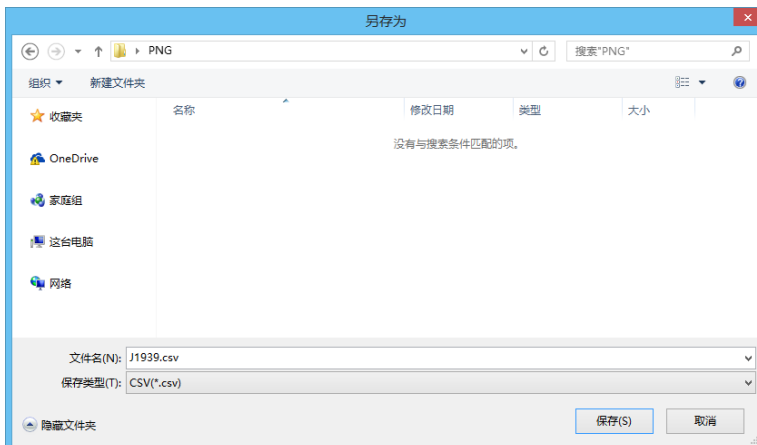 另存为
PNG
搜索"PNG"
组织
新建文件夹
名称 修改日期 类型 大小
收藏夹
没有与搜索条件匹配的项。
OneDrive
家庭组
这台电脑
网络
文件名(N): J1939.csv
保存类型(T): CSV(*.csv)
隐藏文件夹
保存(S)
取消